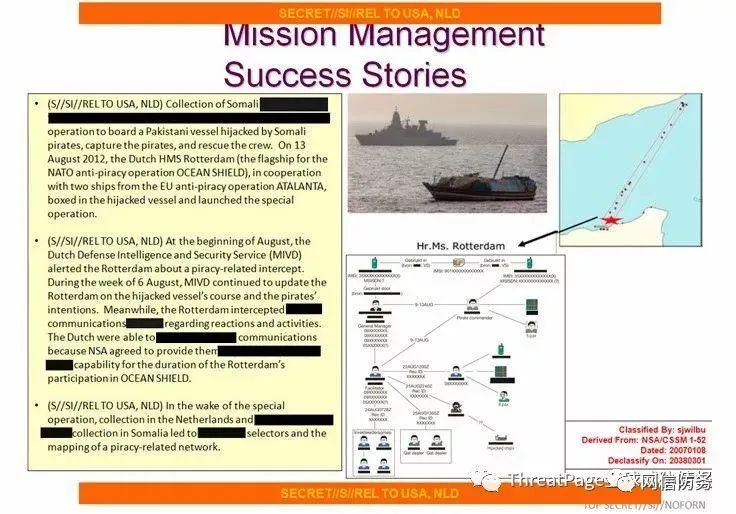 SECRET//SI//REL TO USA, NLD
Mission Management
Success Stories
• (S//SI//REL TO USA, NLD) Collection of Somali
operation to board a Pakistani vessel hijacked by Somali
pirates, capture the pirates, and rescue the crew. On 13
August 2012, the Dutch HMS Rotterdam (the flagship for the
NATO anti-piracy operation OCEAN SHIELD), in cooperation
with two ships from the EU anti-piracy operation ATALANTA,
boxed in the hijacked vessel and launched the special
operation.
• (S//SI//REL TO USA, NLD) At the beginning of August, the
Dutch Defense Intelligence and Security Service (MIVD)
alerted the Rotterdam about a piracy-related intercept.
During the week of 6 August, MIVD continued to update the
Rotterdam on the hijacked vessel's course and the pirates'
intentions. Meanwhile, the Rotterdam intercepted
communications regarding reactions and activities.
The Dutch were able to communications
because NSA agreed to provide them
capability for the duration of the Rotterdam's
participation in OCEAN SHIELD.
• (S//SI//REL TO USA, NLD) In the wake of the special
operation, collection in the Netherlands and
collection in Somalia led to selectors and the
mapping of a piracy-related network.
Hr.Ms. Rotterdam
9-13AUG
Pirate commander
General Manager
9-13AUG
Facilitator
Hijacked ships
Qat dealer
Qat dealer
Classified By: sjwilbu
Derived From: NSA/CSSM 1-52
Dated: 20070108
Declassify On: 20380301
ThreatPage
网信防务
SECRET//SI//REL TO USA, NLD
TOP SECRET//SI//NOFORN